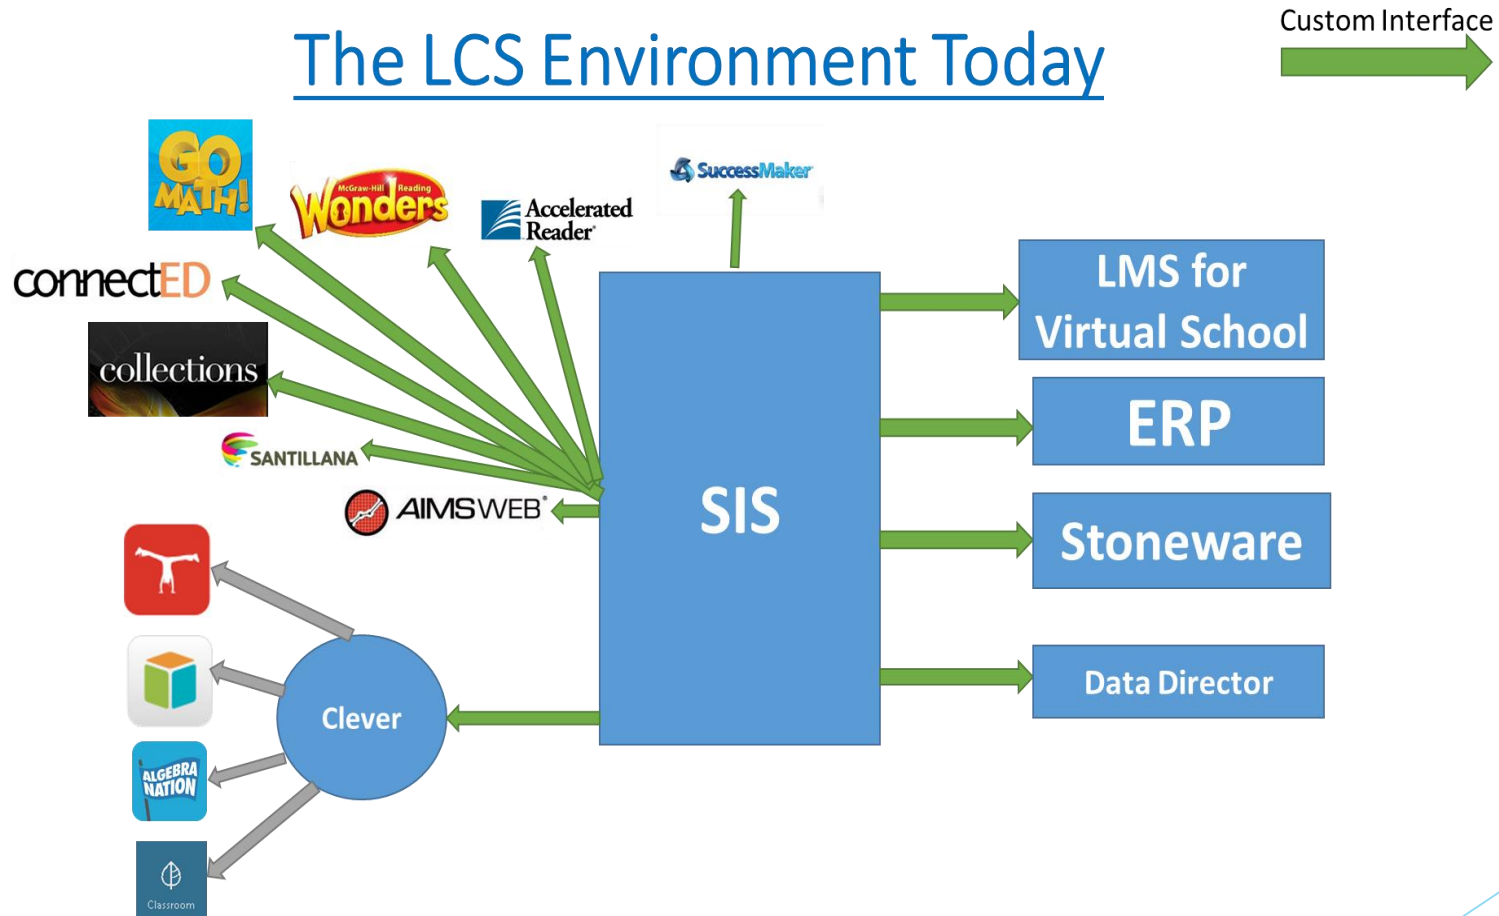 The LCS Environment Today
Custom Interface
GO
MATH!
McGraw-Hill Reading
Wonders
Accelerated
Reader
SuccessMaker
connectED
collections
SANTILLANA
AIMSWEB®
SIS
LMS for
Virtual School
ERP
Stoneware
Data Director
Clever
ALGEBRA
NATION
Classroom